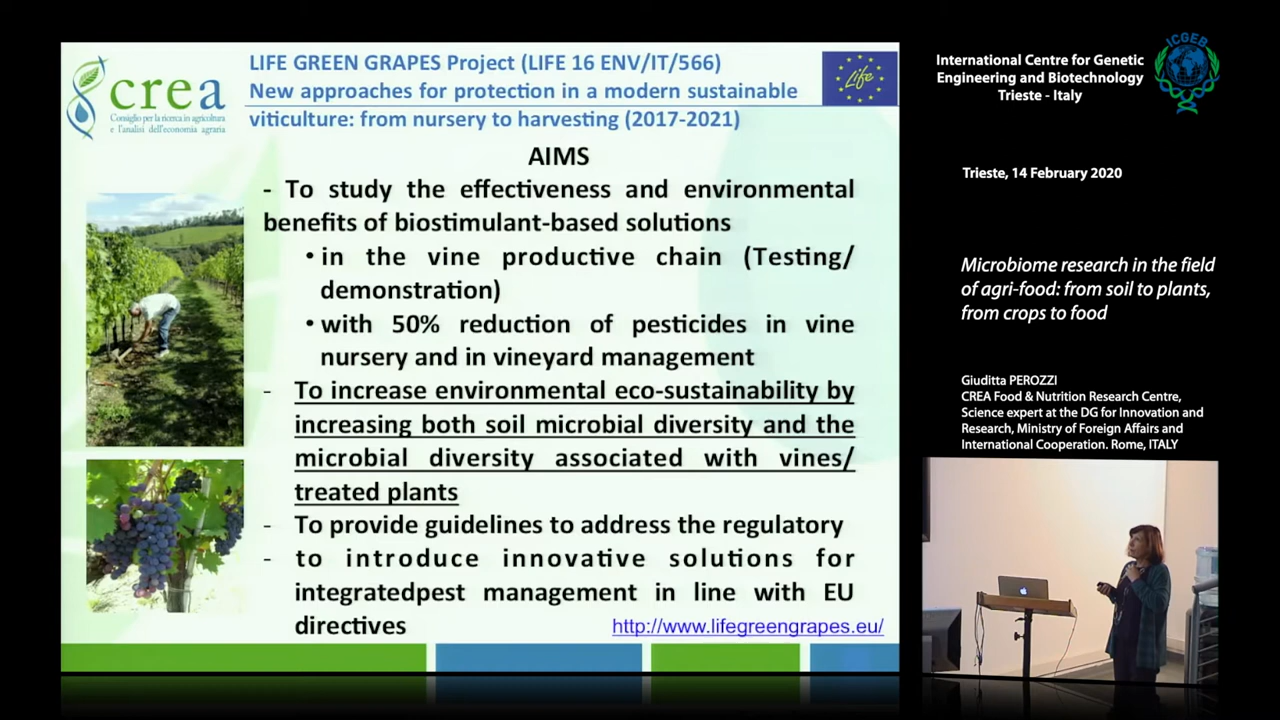 crea
Consiglio per la ricerca in agricoltura
e l'analisi dell'economia agraria
LIFE GREEN GRAPES Project (LIFE 16 ENV/IT/566)
New approaches for protection in a modern sustainable
viticulture: from nursery to harvesting (2017-2021)
Life
AIMS
- To study the effectiveness and environmental
benefits of biostimulant-based solutions
• in the vine productive chain (Testing/
demonstration)
• with 50% reduction of pesticides in vine
nursery and in vineyard management
- To increase environmental eco-sustainability by
increasing both soil microbial diversity and the
microbial diversity associated with vines/
treated plants
- To provide guidelines to address the regulatory
- to introduce innovative solutions for
integratedpest management in line with EU
directives
http://www.lifegreengrapes.eu/
International Centre for Genetic
Engineering and Biotechnology
Trieste - Italy
ICGEB
Trieste, 14 February 2020
Microbiome research in the field
of agri-food: from soil to plants,
from crops to food
Giuditta PEROZZI
CREA Food & Nutrition Research Centre,
Science expert at the DG for Innovation and
Research, Ministry of Foreign Affairs and
International Cooperation. Rome, ITALY